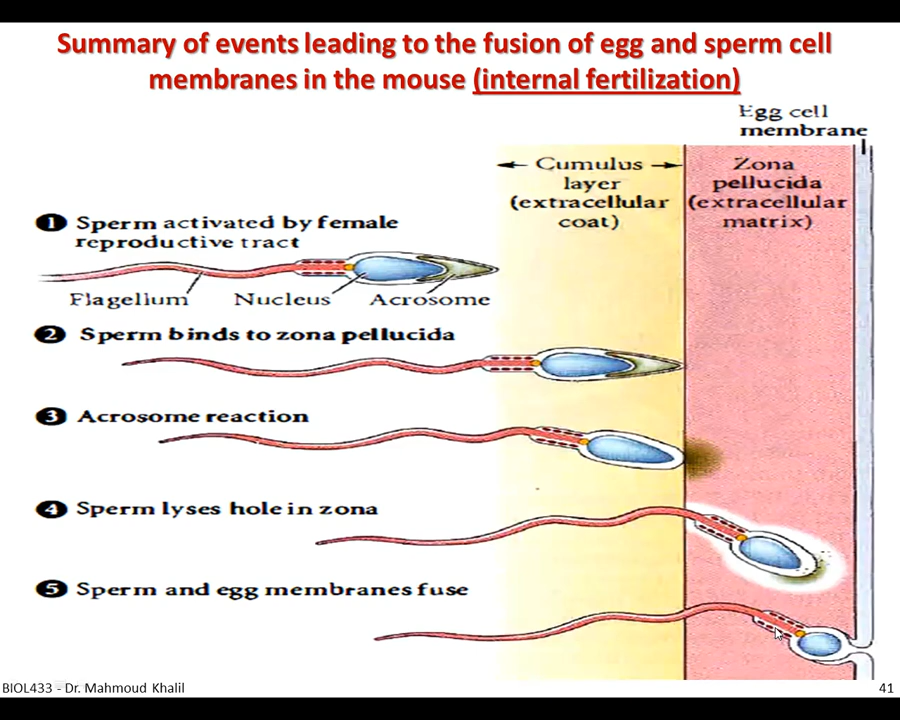 Summary of events leading to the fusion of egg and sperm cell
membranes in the mouse (internal fertilization)
Egg cell
membrane
← Cumulus →
layer
(extracellular
coat)
Zona
pellucida
(extracellular
matrix)
1 Sperm activated by female
reproductive tract
Flagellum Nucleus Acrosome
2 Sperm binds to zona pellucida
3 Acrosome reaction
4 Sperm lyses hole in zona
5 Sperm and egg membranes fuse
BIOL433 - Dr. Mahmoud Khalil
41